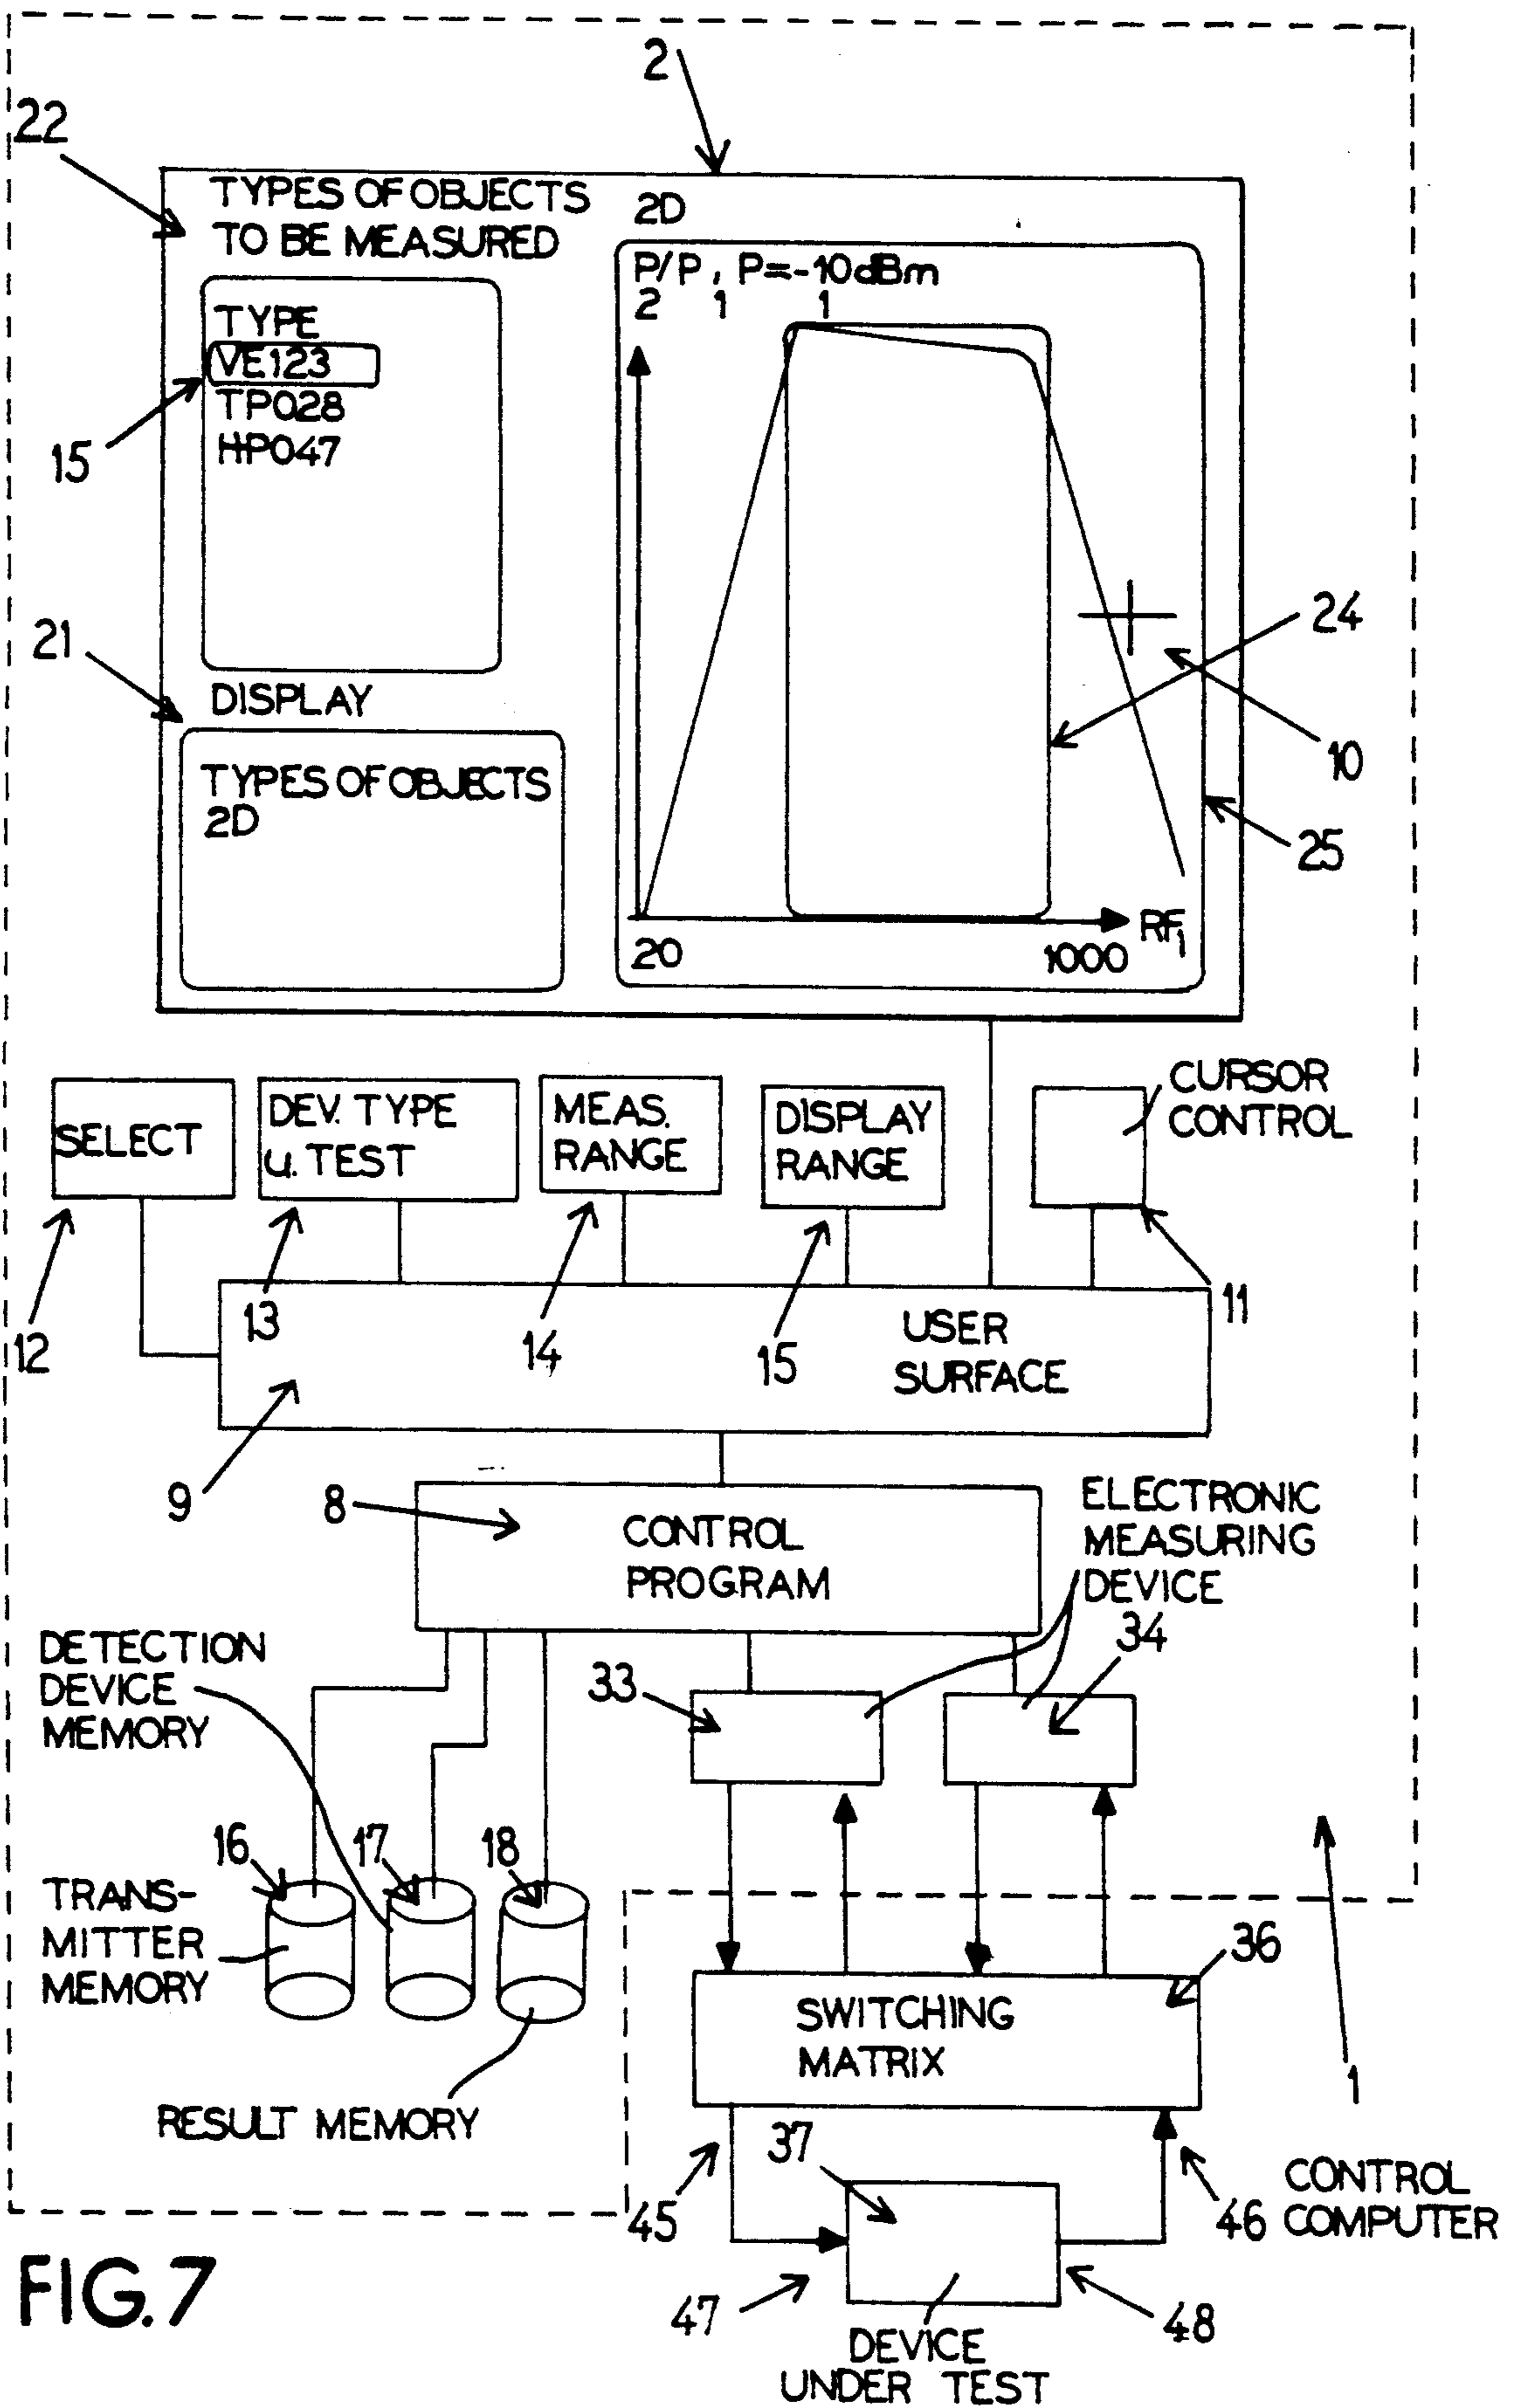 2
22
TYPES OF OBJECTS
TO BE MEASURED
2D
P/P, P=-10dBm
2 1 1
TYPE
VE123
TP028
HP047
15
24
21
DISPLAY
10
TYPES OF OBJECTS
2D
25
20
1000
RF1
SELECT
DEV. TYPE
u. TEST
MEAS.
RANGE
DISPLAY
RANGE
CURSOR
CONTROL
12
13
14
15
11
USER
SURFACE
9
8
CONTROL
PROGRAM
ELECTRONIC
MEASURING
DEVICE
DETECTION
DEVICE
MEMORY
33
34
16
17
18
TRANS-
MITTER
MEMORY
36
SWITCHING
MATRIX
1
RESULT MEMORY
45
37
46
CONTROL
COMPUTER
FIG.7
47
48
DEVICE
UNDER TEST